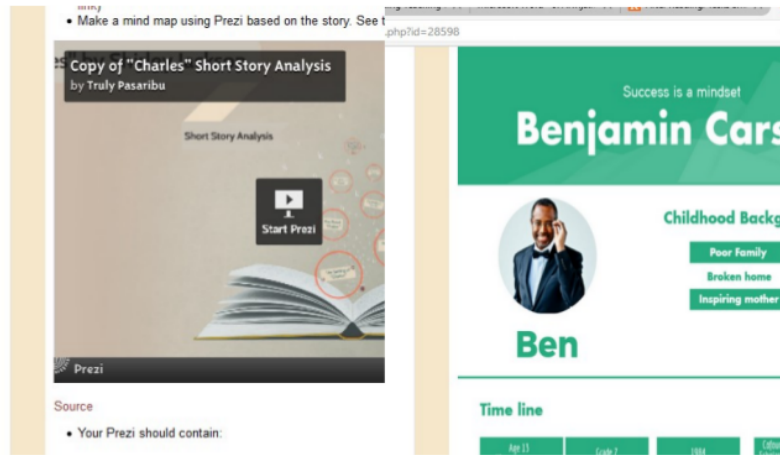 • Make a mind map using Prezi based on the story. See t
Copy of "Charles" Short Story Analysis
by Truly Pasaribu
Short Story Analysis
Start Prezi
Prezi
Source
• Your Prezi should contain:
.php?id=28598
Success is a mindset
Benjamin Cars
Childhood Backg
Poor Family
Broken home
Inspiring mother
Ben
Time line
Age 13
Grade 7
1984